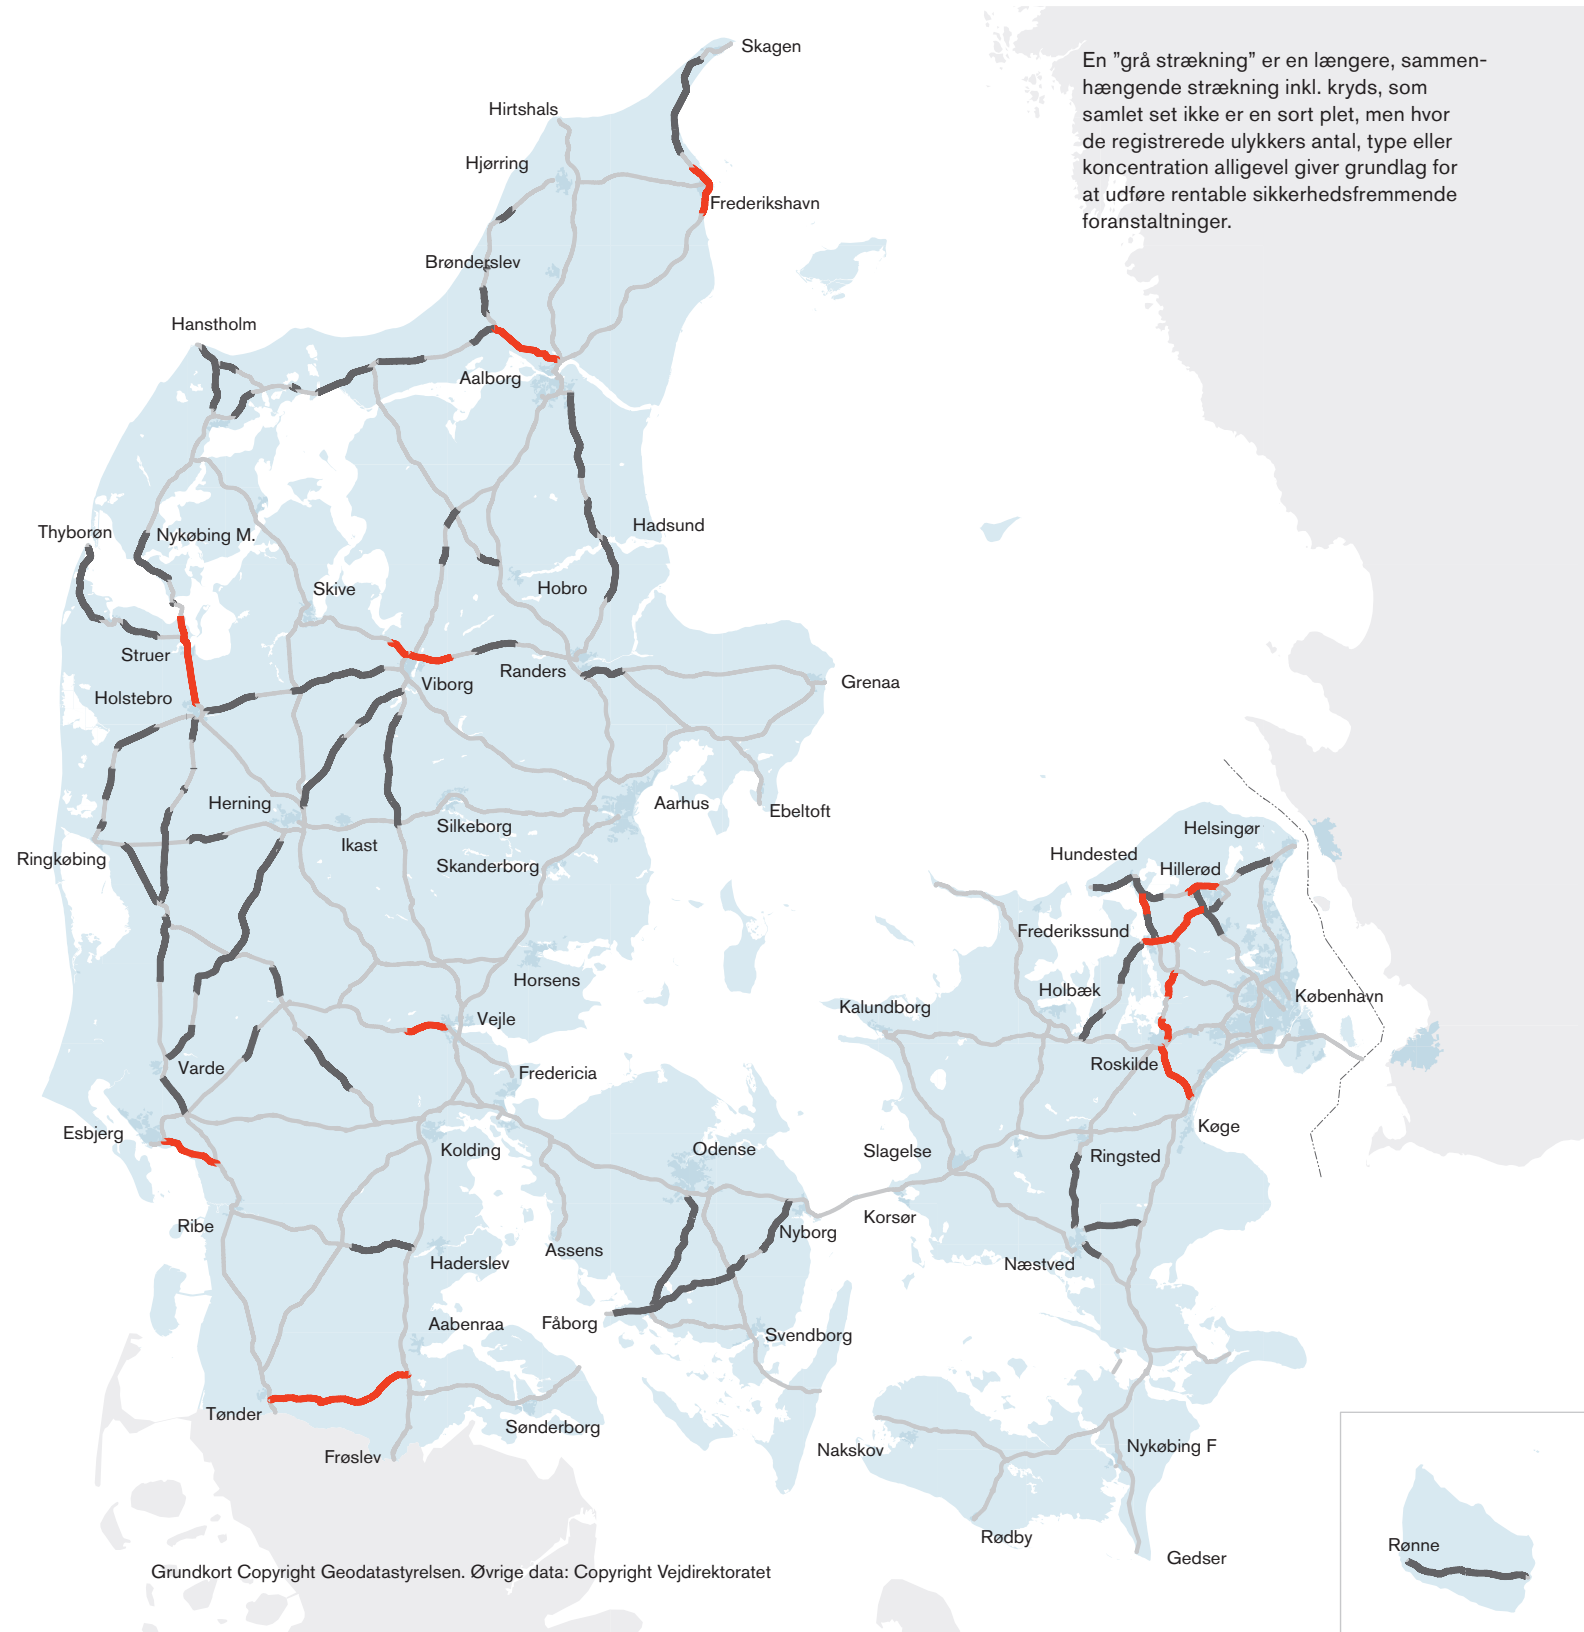 Skagen
En ”grå strækning” er en længere, sammen-
hængende strækning inkl. kryds, som
samlet set ikke er en sort plet, men hvor
de registrerede ulykkers antal, type eller
koncentration alligevel giver grundlag for
at udføre rentable sikkerhedsfremmende
foranstaltninger.
Hirtshals
Hjørring
Frederikshavn
Brønderslev
Hanstholm
Aalborg
Hadsund
Thyborøn
Nykøbing M.
Skive
Hobro
Struer
Randers
Viborg
Grenaa
Holstebro
Herning
Aarhus
Ebeltoft
Silkeborg
Helsingør
Ikast
Hundested
Ringkøbing
Skanderborg
Hillerød
Frederikssund
Horsens
Holbæk
København
Kalundborg
Vejle
Roskilde
Varde
Fredericia
Esbjerg
Køge
Kolding
Odense
Slagelse
Ringsted
Korsør
Ribe
Nyborg
Assens
Haderslev
Næstved
Aabenraa
Fåborg
Svendborg
Tønder
Sønderborg
Nakskov
Nykøbing F
Frøslev
Rødby
Rønne
Gedser
Grundkort Copyright Geodatastyrelsen. Øvrige data: Copyright Vejdirektoratet